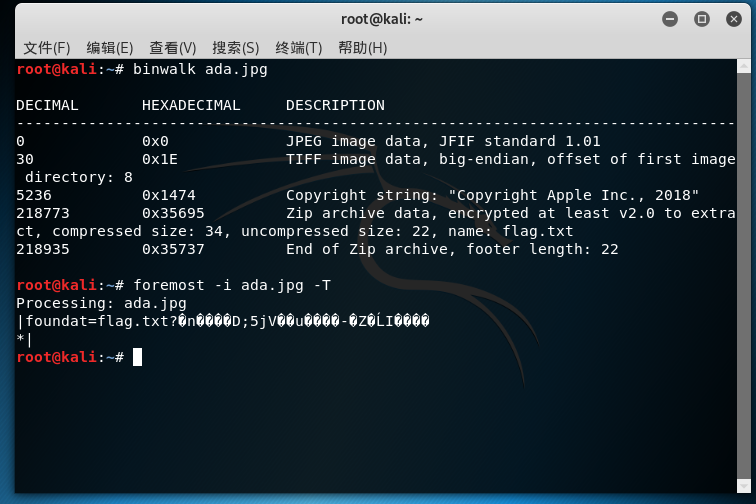 root@kali: ~
文件(F) 编辑(E) 查看(V) 搜索(S) 终端(T) 帮助(H)
root@kali:~# binwalk ada.jpg
DECIMAL HEXADECIMAL DESCRIPTION
--------------------------------------------------------------------------------
0 0x0 JPEG image data, JFIF standard 1.01
30 0x1E TIFF image data, big-endian, offset of first image
directory: 8
5236 0x1474 Copyright string: "Copyright Apple Inc., 2018"
218773 0x35695 Zip archive data, encrypted at least v2.0 to extra
ct, compressed size: 34, uncompressed size: 22, name: flag.txt
218935 0x35737 End of Zip archive, footer length: 22
root@kali:~# foremost -i ada.jpg -T
Processing: ada.jpg
|foundat=flag.txt?�n����D;5jV��u����-�Z�ĹI����
*|
root@kali:~#